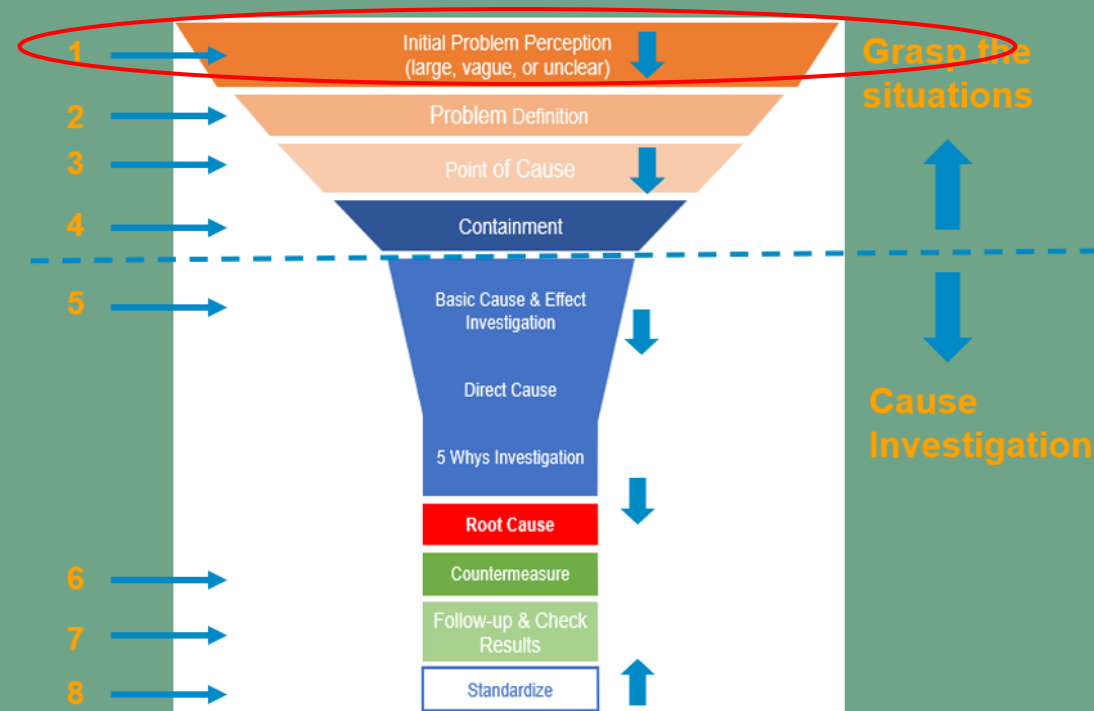 1
Initial Problem Perception
(large, vague, or unclear)
Grasp the
situations
2
Problem Definition
3
Point of Cause
4
Containment
5
Basic Cause & Effect
Investigation
Direct Cause
Cause
Investigation
5 Whys Investigation
Root Cause
6
Countermeasure
7
Follow-up & Check
Results
8
Standardize